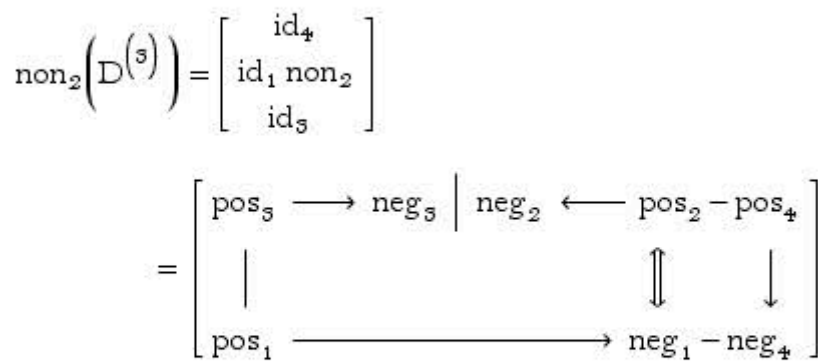 non₂(D⁽³⁾) = [ id₄
id₁ non₂
id₃ ]
= [ pos₃ ⟶ neg₃ | neg₂ ⟵ pos₂ – pos₄
| ⇕ ↓
pos₁ ⟶ neg₁ – neg₄ ]